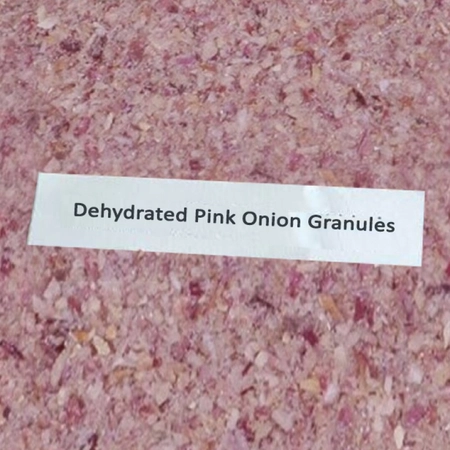 Dehydrated Pink Onion Granules